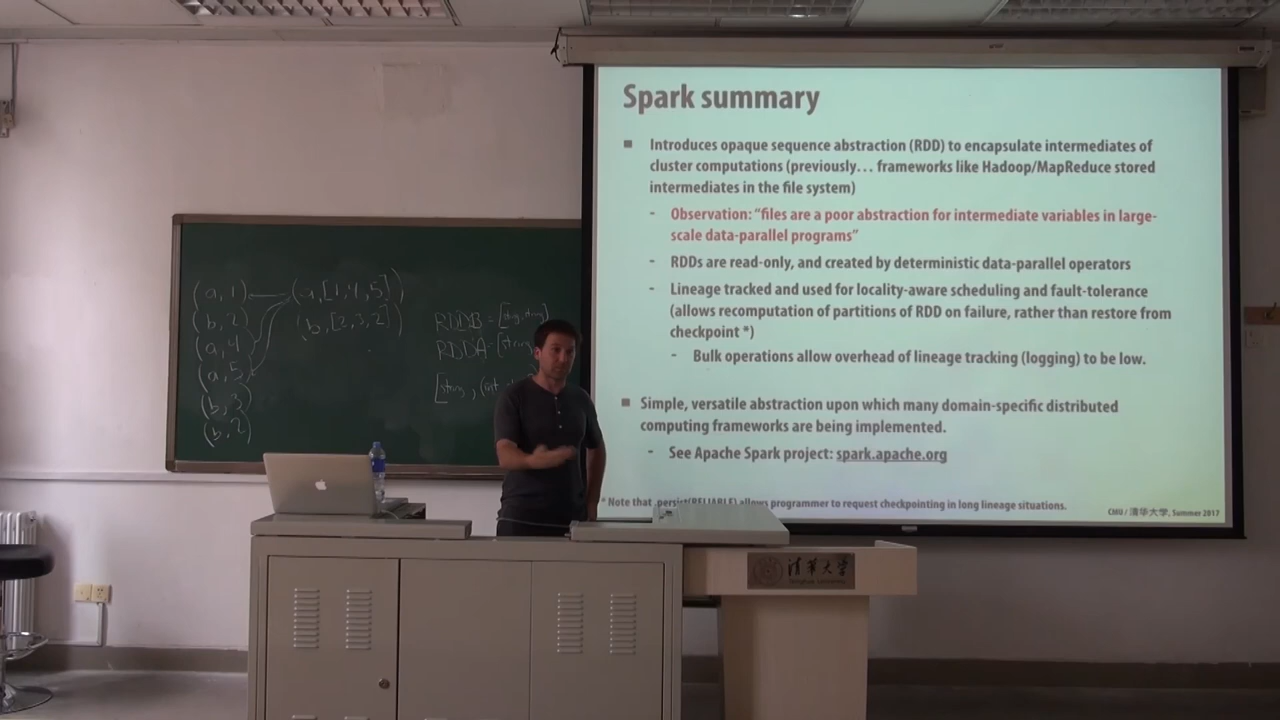 Spark summary
Introduces opaque sequence abstraction (RDD) to encapsulate intermediates of
cluster computations (previously… frameworks like Hadoop/MapReduce stored
intermediates in the file system)
- Observation: “files are a poor abstraction for intermediate variables in large-
scale data-parallel programs”
- RDDs are read-only, and created by deterministic data-parallel operators
- Lineage tracked and used for locality-aware scheduling and fault-tolerance
(allows recomputation of partitions of RDD on failure, rather than restore from
checkpoint *)
- Bulk operations allow overhead of lineage tracking (logging) to be low.
Simple, versatile abstraction upon which many domain-specific distributed
computing frameworks are being implemented.
- See Apache Spark project: spark.apache.org
* Note that .persist(RELIABLE) allows programmer to request checkpointing in long lineage situations.
CMU / 清华大学, Summer 2017
(a, 1)
(b, 2)
(a, 4)
(a, 5)
(b, 3)
(b, 2)
(a, [1, 4, 5])
(b, [2, 3, 2])
RDDB = [string, string]
RDDA = [string,
[string, (int,
清华大学
Tsinghua University